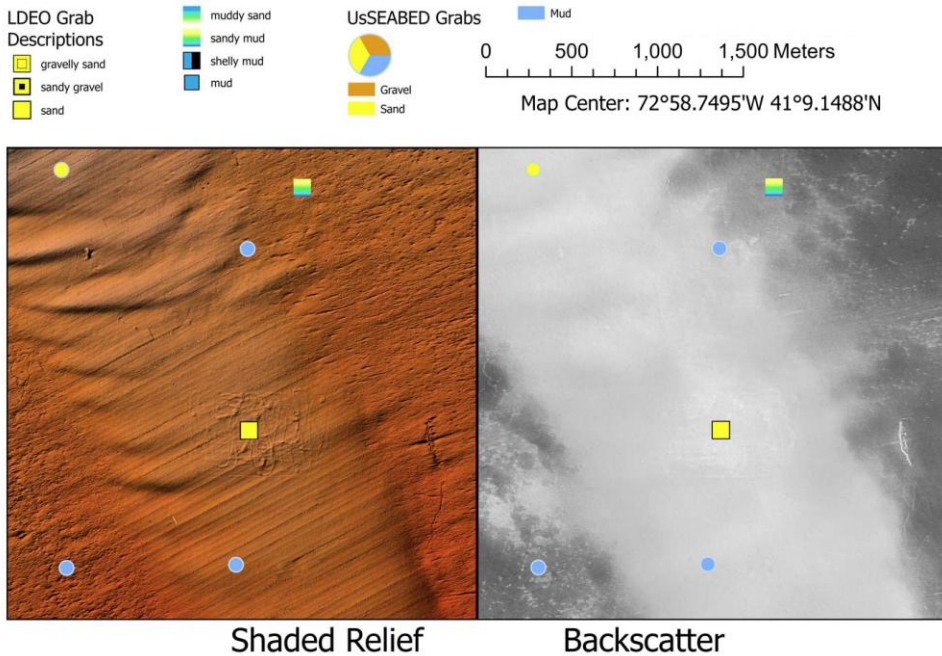 LDEO Grab
Descriptions
gravelly sand
sandy gravel
sand
muddy sand
sandy mud
shelly mud
mud
UsSEABED Grabs
Gravel
Sand
Mud
0 500 1,000 1,500 Meters
Map Center: 72°58.7495'W 41°9.1488'N
Shaded Relief Backscatter